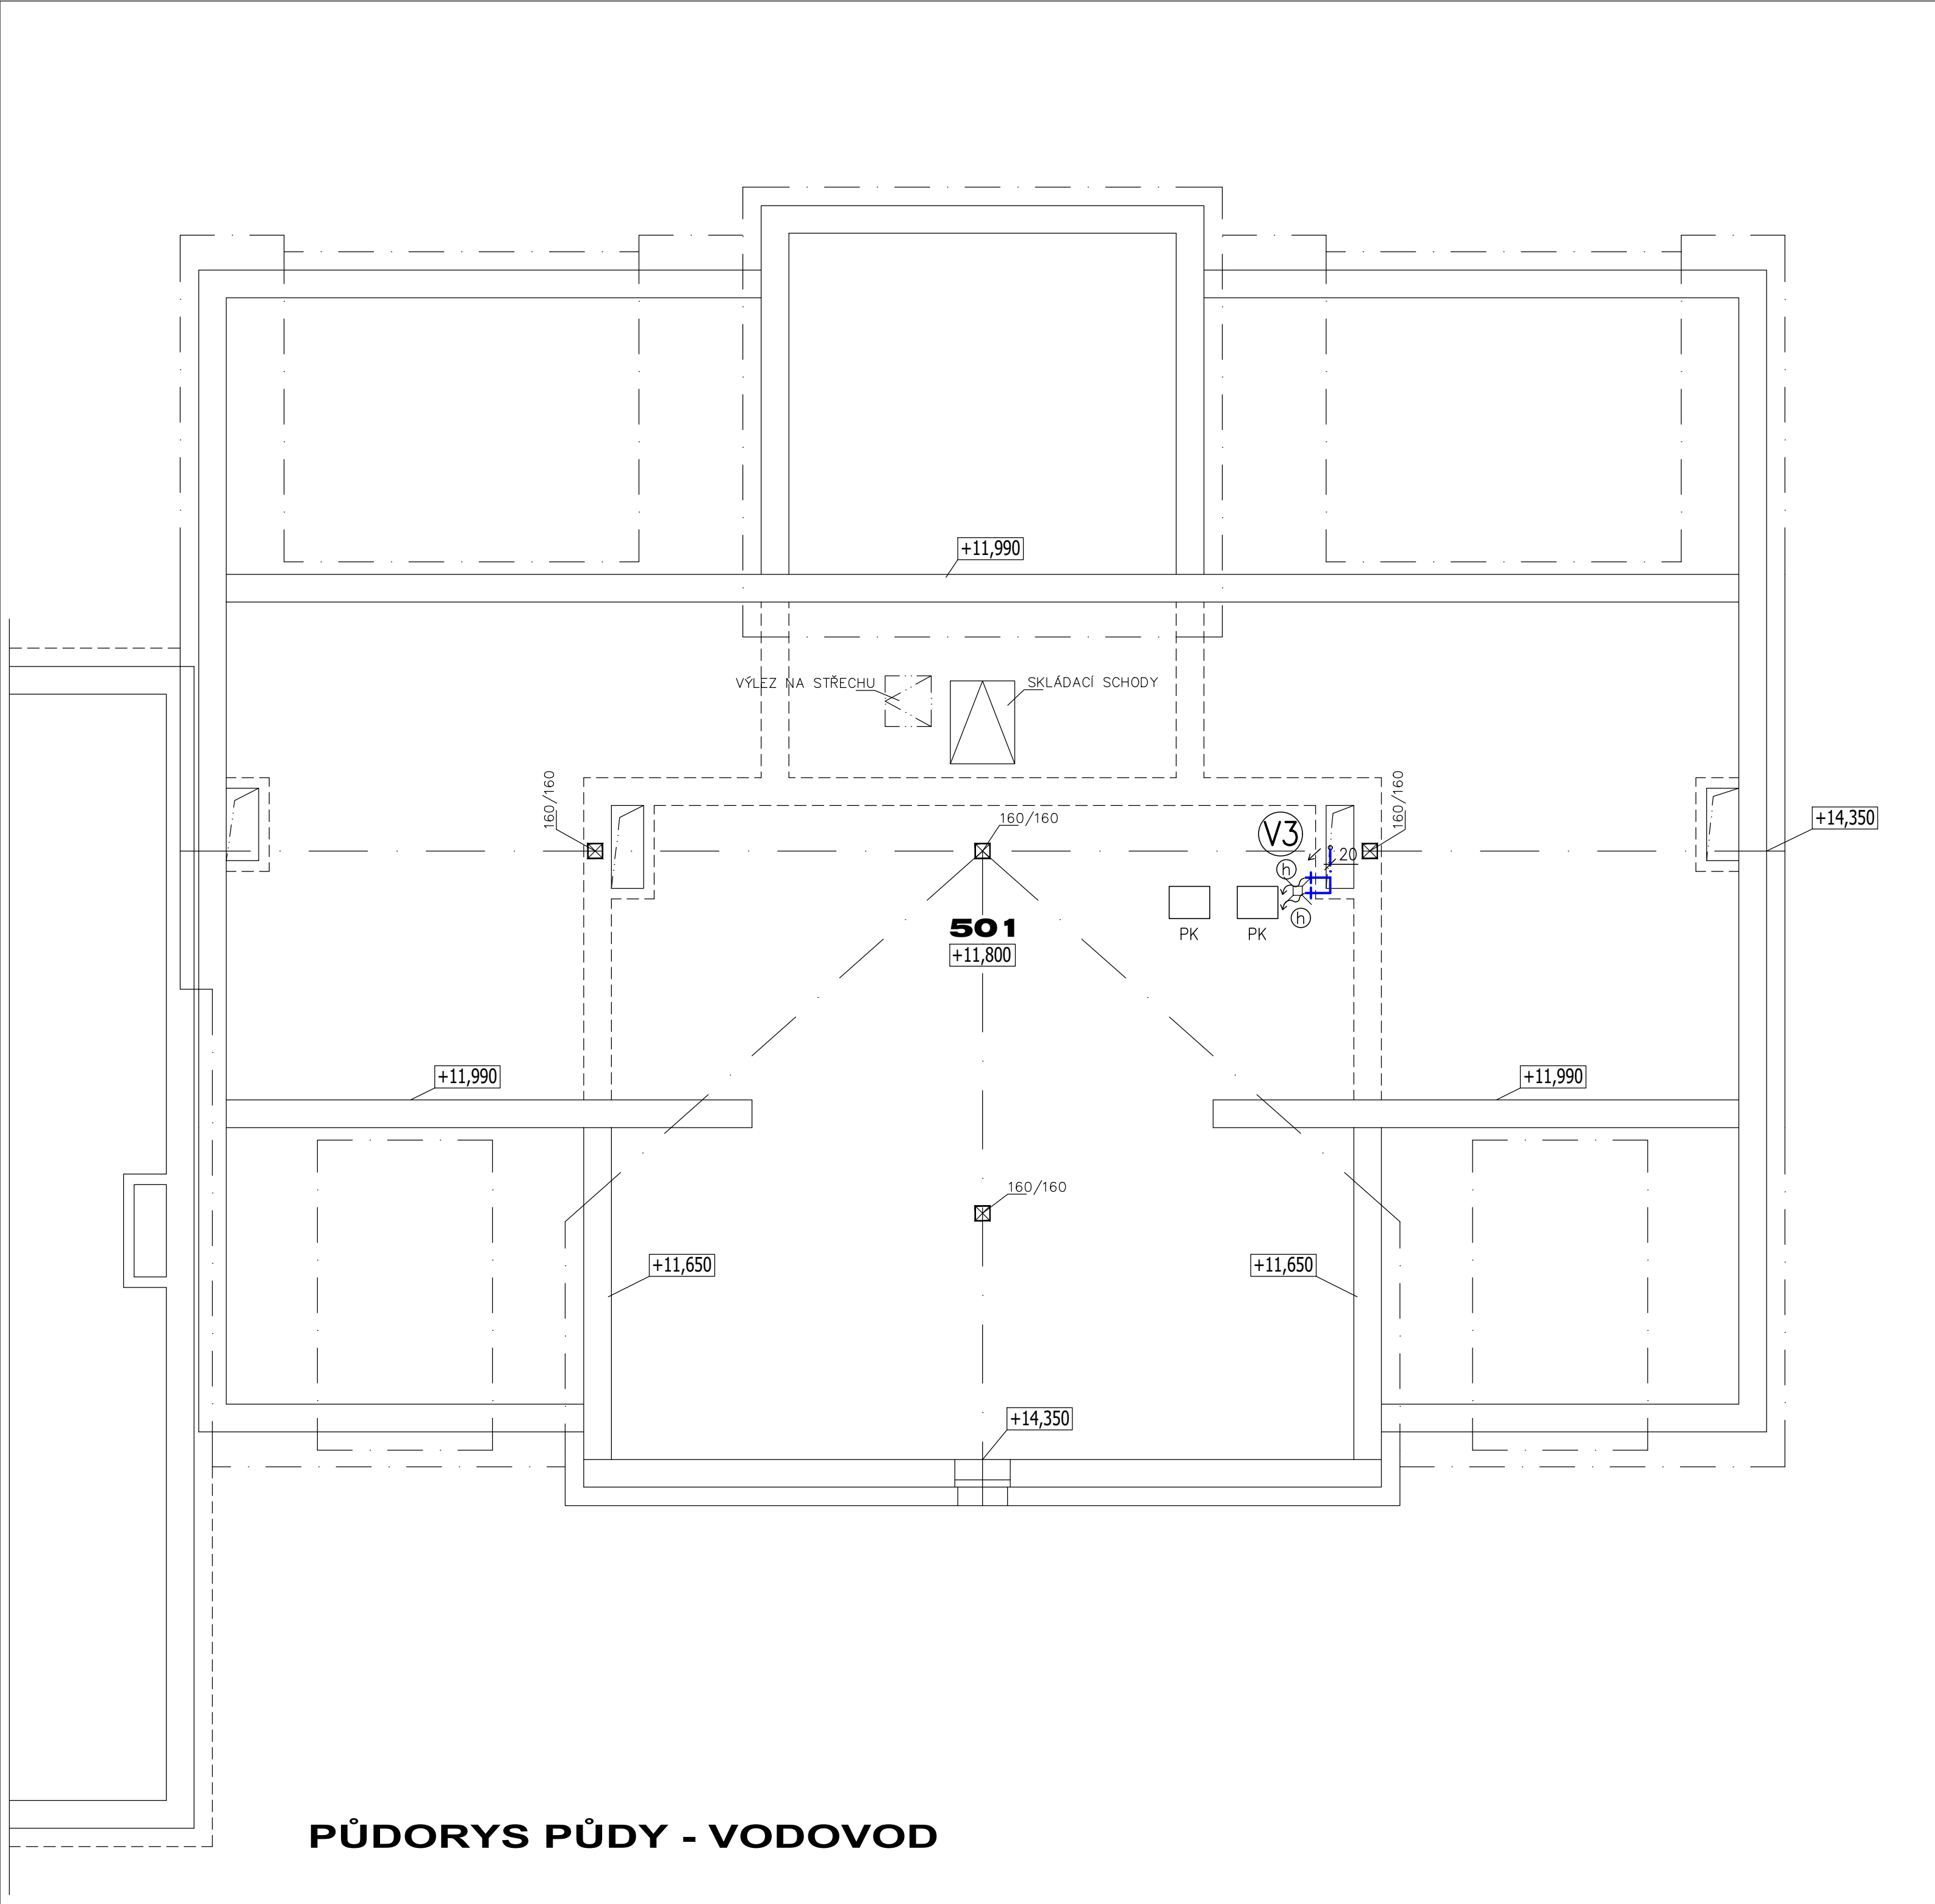 +11,990
VÝLEZ NA STŘECHU
SKLÁDACÍ SCHODY
160/160
160/160
160/160
+14,350
V3
20
h
h
PK
PK
501
+11,800
+11,990
+11,990
160/160
+11,650
+11,650
+14,350
PŮDORYS PŮDY - VODOVOD